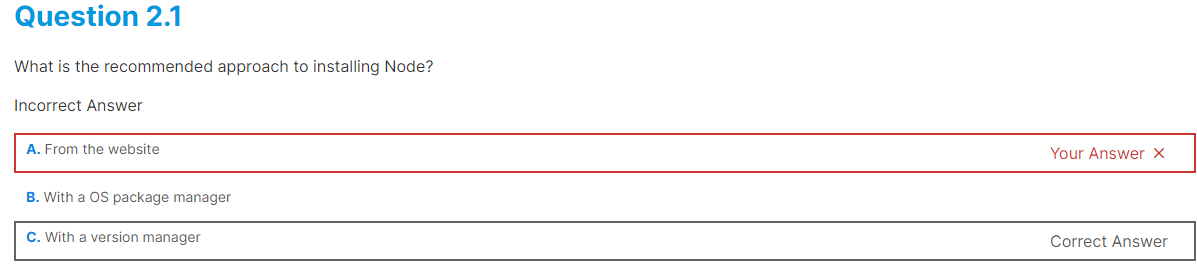 Question 2.1
What is the recommended approach to installing Node?
Incorrect Answer
A. From the website
Your Answer ×
B. With a OS package manager
C. With a version manager
Correct Answer